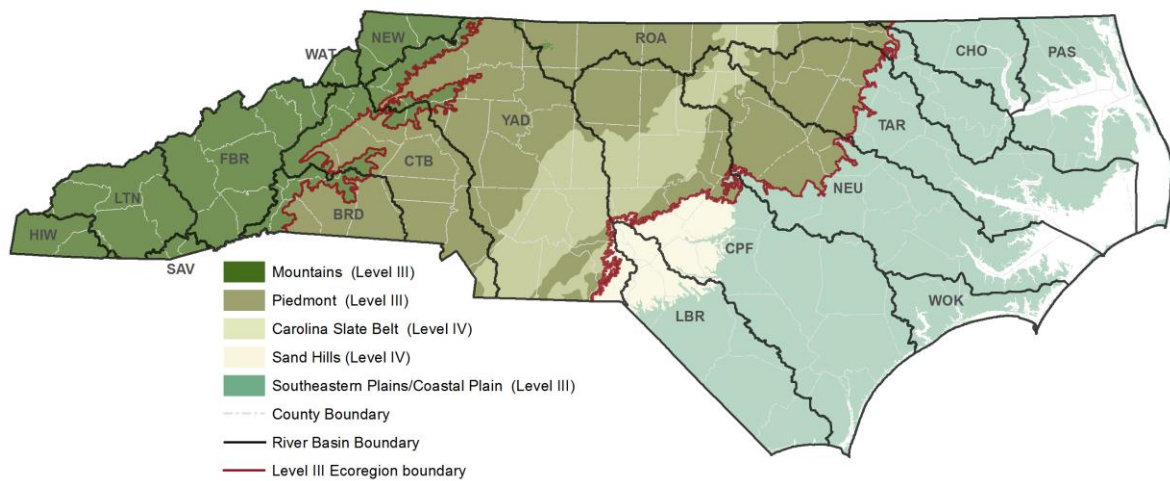 NEW
WAT
ROA
CHO
PAS
YAD
TAR
FBR
CTB
NEU
LTN
BRD
HIW
SAV
CPF
WOK
LBR
Mountains (Level III)
Piedmont (Level III)
Carolina Slate Belt (Level IV)
Sand Hills (Level IV)
Southeastern Plains/Coastal Plain (Level III)
County Boundary
River Basin Boundary
Level III Ecoregion boundary